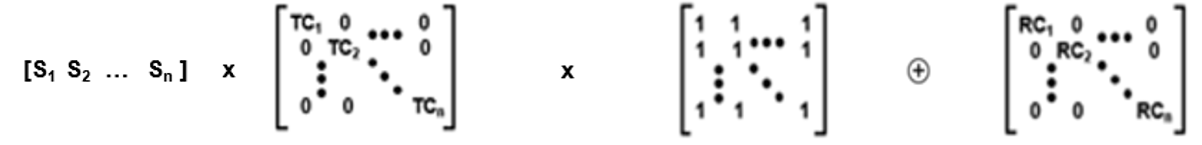 [S₁ S₂ … Sₙ] x [TC₁ 0 ••• 0 x [1 1 1 ⊕ [RC₁ 0 ••• 0
0 TC₂ 0 1 1 ••• 1 0 RC₂ 0
0 0 TCₙ] 1 1 1] 0 0 RCₙ]